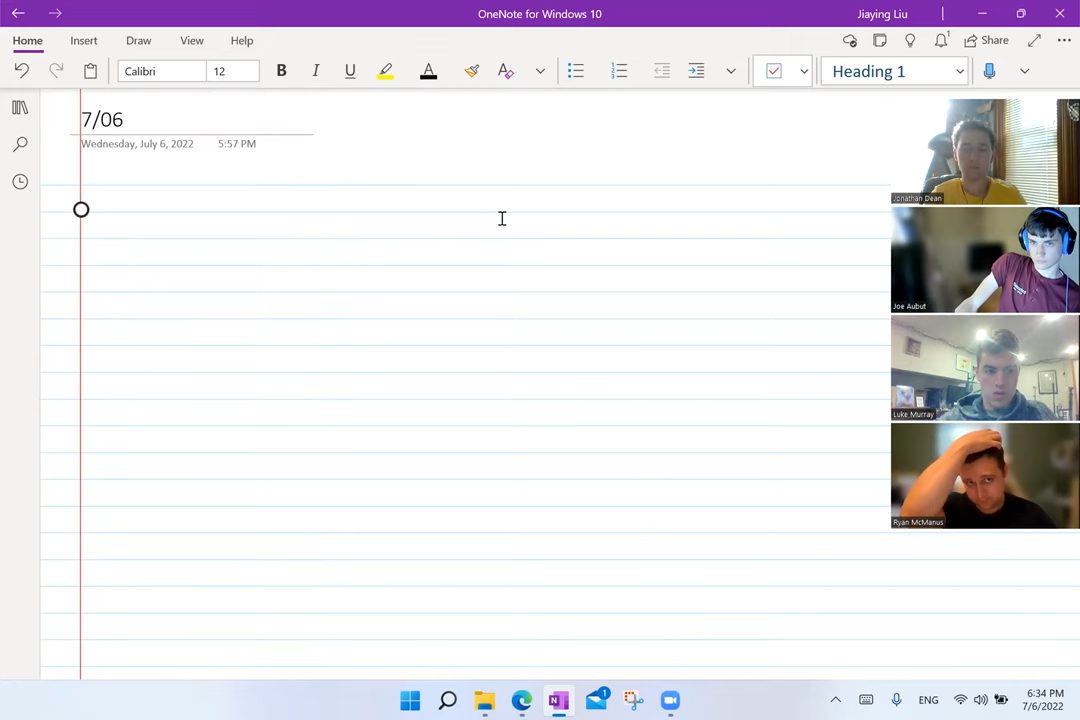 OneNote for Windows 10
Jiaying Liu
Home
Insert
Draw
View
Help
1
Share
Calibri
12
B
I
U
A
A
Heading 1
7/06
Wednesday, July 6, 2022
5:57 PM
Jonathan Dean
Joe Aubut
Luke Murray
Ryan McManus
N
1
ENG
6:34 PM
7/6/2022